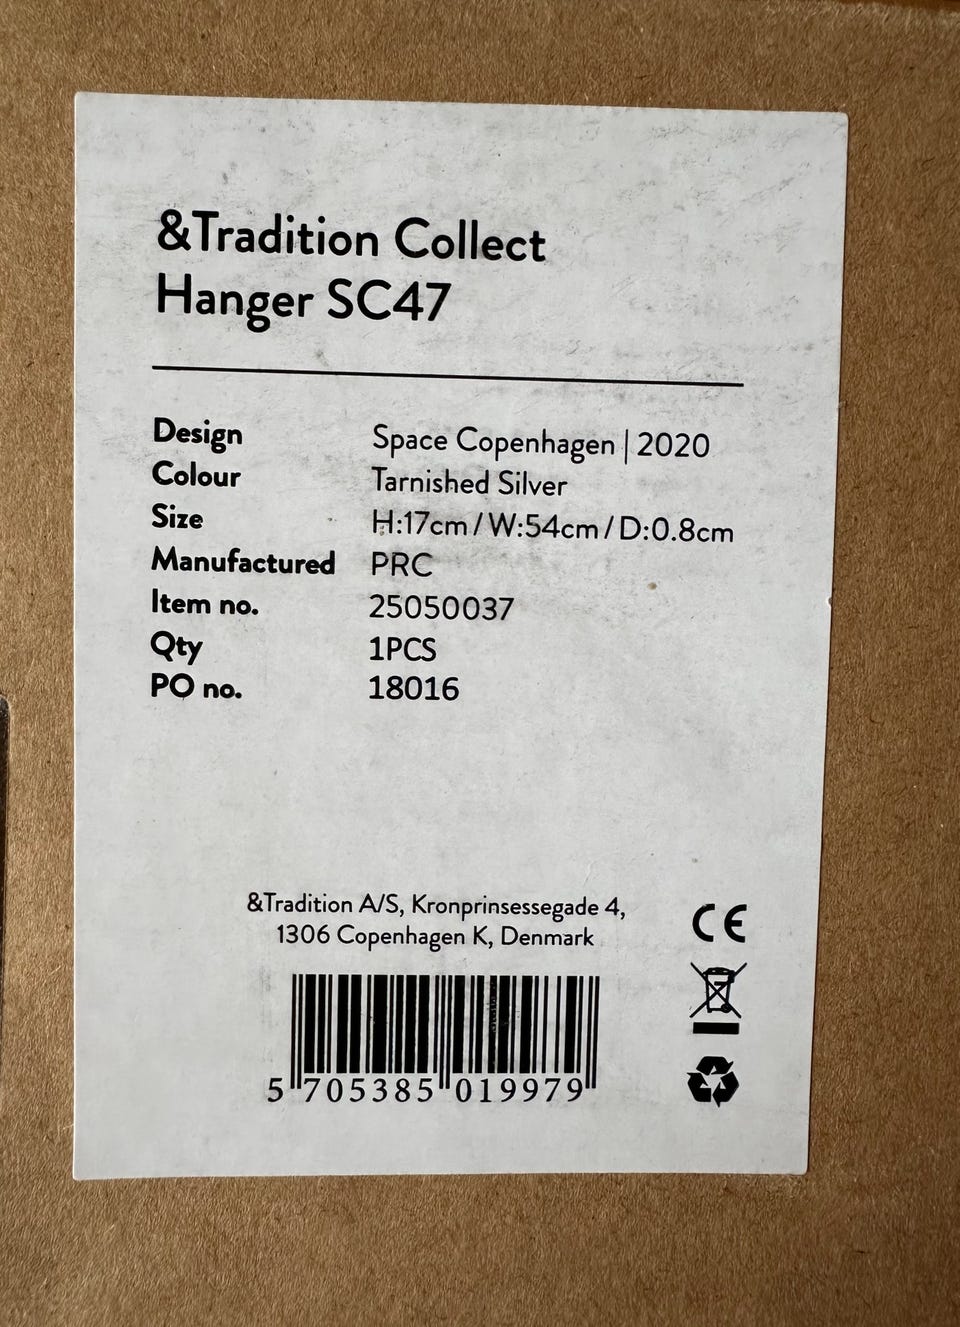 &Tradition Collect
Hanger SC47
Design Space Copenhagen | 2020
Colour Tarnished Silver
Size H:17cm / W:54cm / D:0.8cm
Manufactured PRC
Item no. 25050037
Qty 1PCS
PO no. 18016
&Tradition A/S, Kronprinsessegade 4,
1306 Copenhagen K, Denmark
CE
5 705385 019979